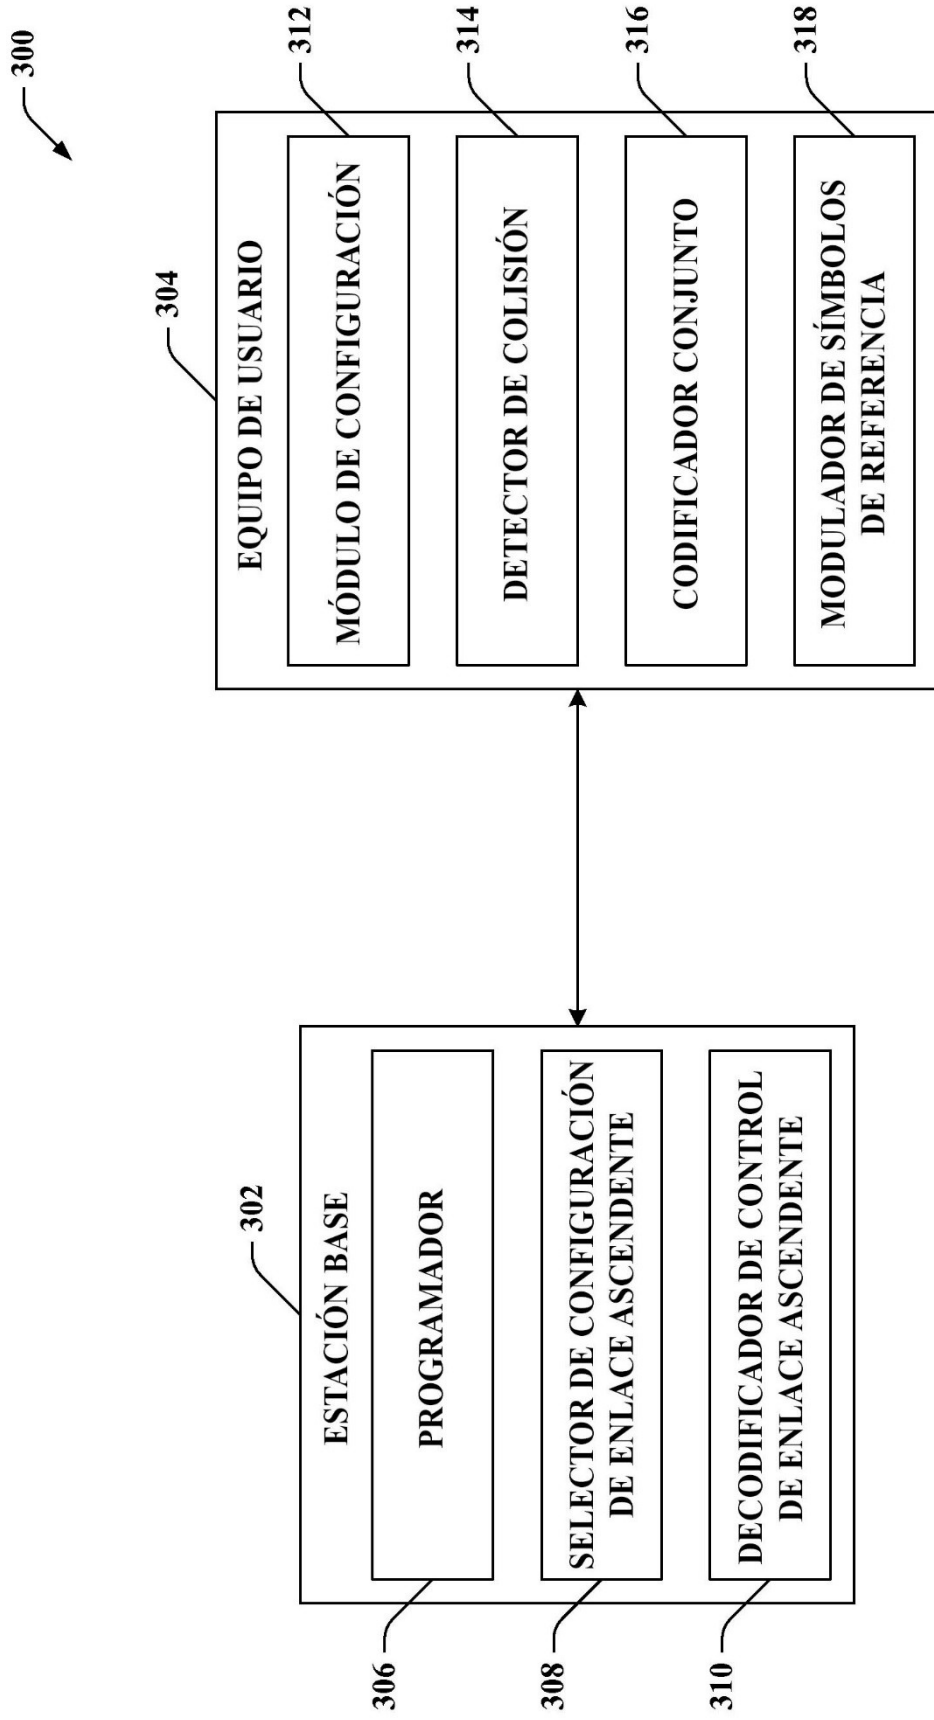 300
302
ESTACIÓN BASE
PROGRAMADOR
306
SELECTOR DE CONFIGURACIÓN
DE ENLACE ASCENDENTE
308
DECODIFICADOR DE CONTROL
DE ENLACE ASCENDENTE
310
304
EQUIPO DE USUARIO
MÓDULO DE CONFIGURACIÓN
312
DETECTOR DE COLISIÓN
314
CODIFICADOR CONJUNTO
316
MODULADOR DE SÍMBOLOS
DE REFERENCIA
318